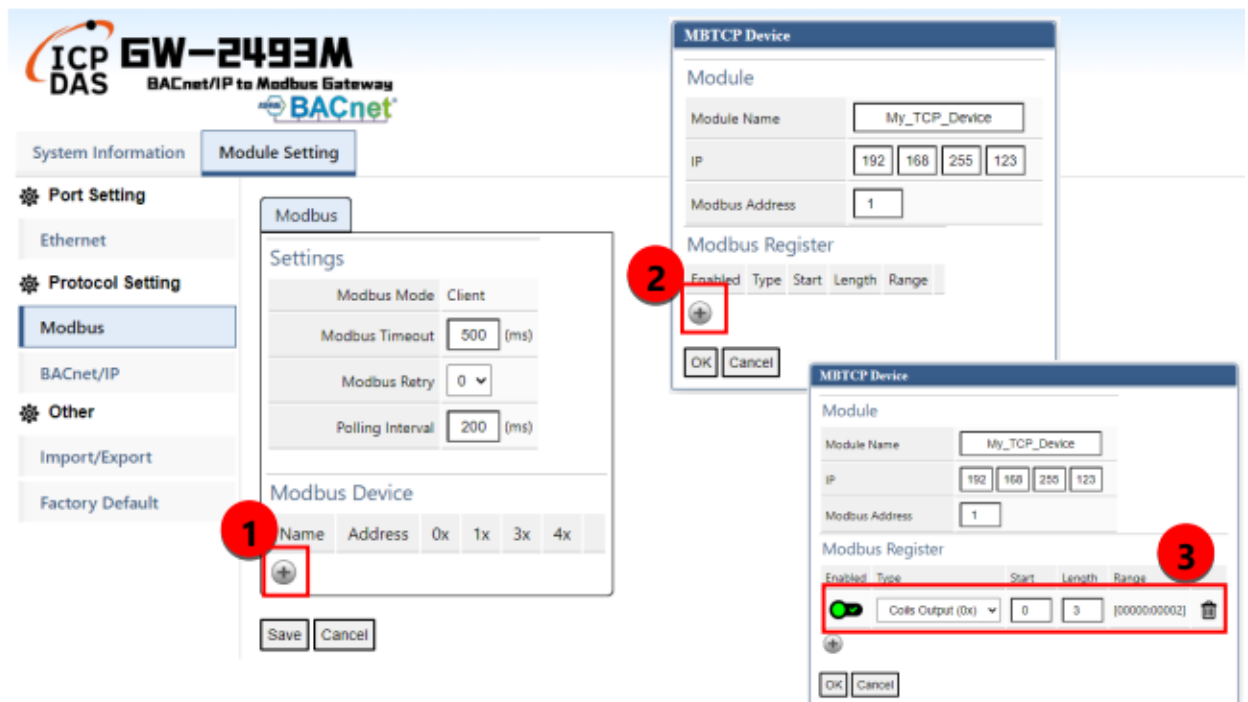 ICP DAS GW-2493M
BACnet/IP to Modbus Gateway
BACnet
System Information Module Setting
Port Setting
Ethernet
Protocol Setting
Modbus
BACnet/IP
Other
Import/Export
Factory Default
Modbus
Settings
Modbus Mode Client
Modbus Timeout 500 (ms)
Modbus Retry 0
Polling Interval 200 (ms)
Modbus Device
1
Name Address 0x 1x 3x 4x
Save Cancel
MBTCP Device
Module
Module Name My_TCP_Device
IP 192 168 255 123
Modbus Address 1
Modbus Register
2
Enabled Type Start Length Range
OK Cancel
MBTCP Device
Module
Module Name My_TCP_Device
IP 192 168 255 123
Modbus Address 1
Modbus Register
3
Enabled Type Start Length Range
Coils Output (0x) 0 3 [00000:00002]
OK Cancel